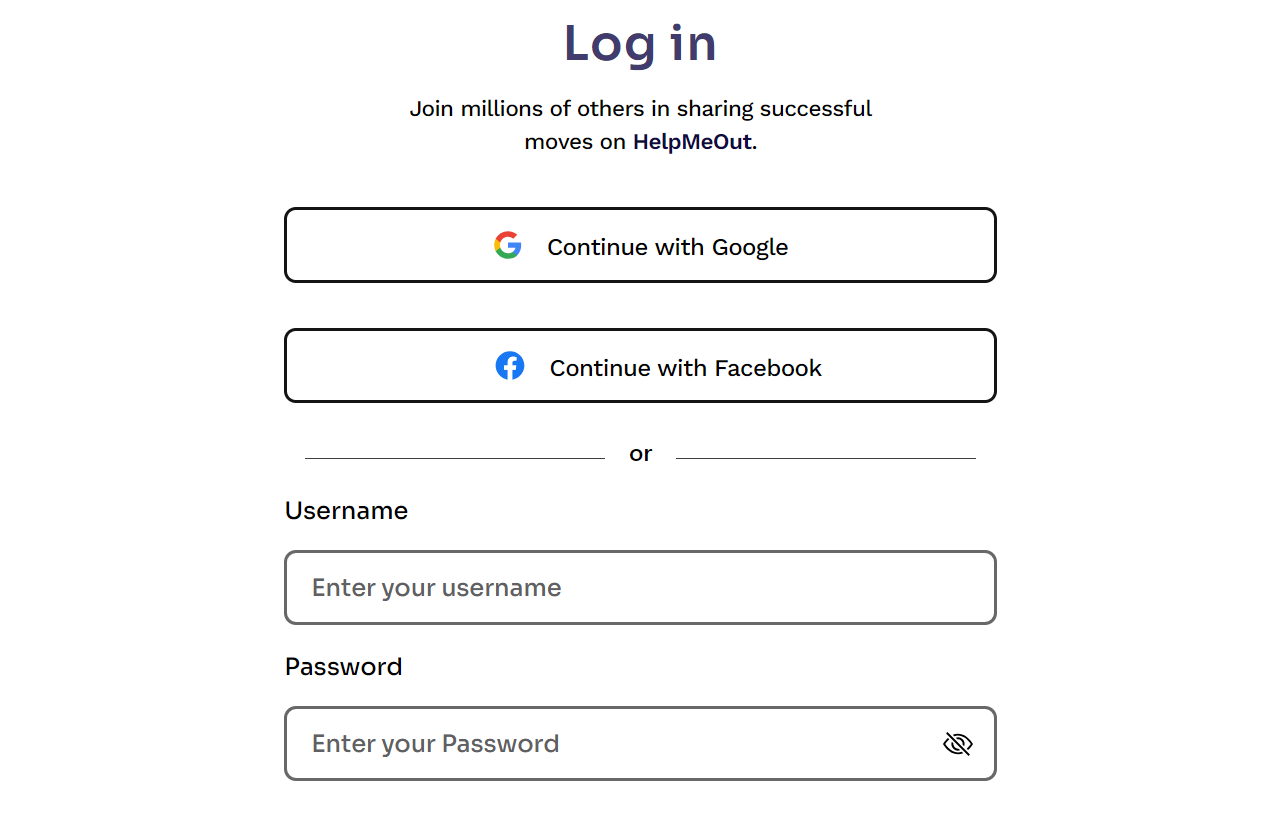 Log in
Join millions of others in sharing successful
moves on HelpMeOut.
Continue with Google
Continue with Facebook
or
Username
Enter your username
Password
Enter your Password